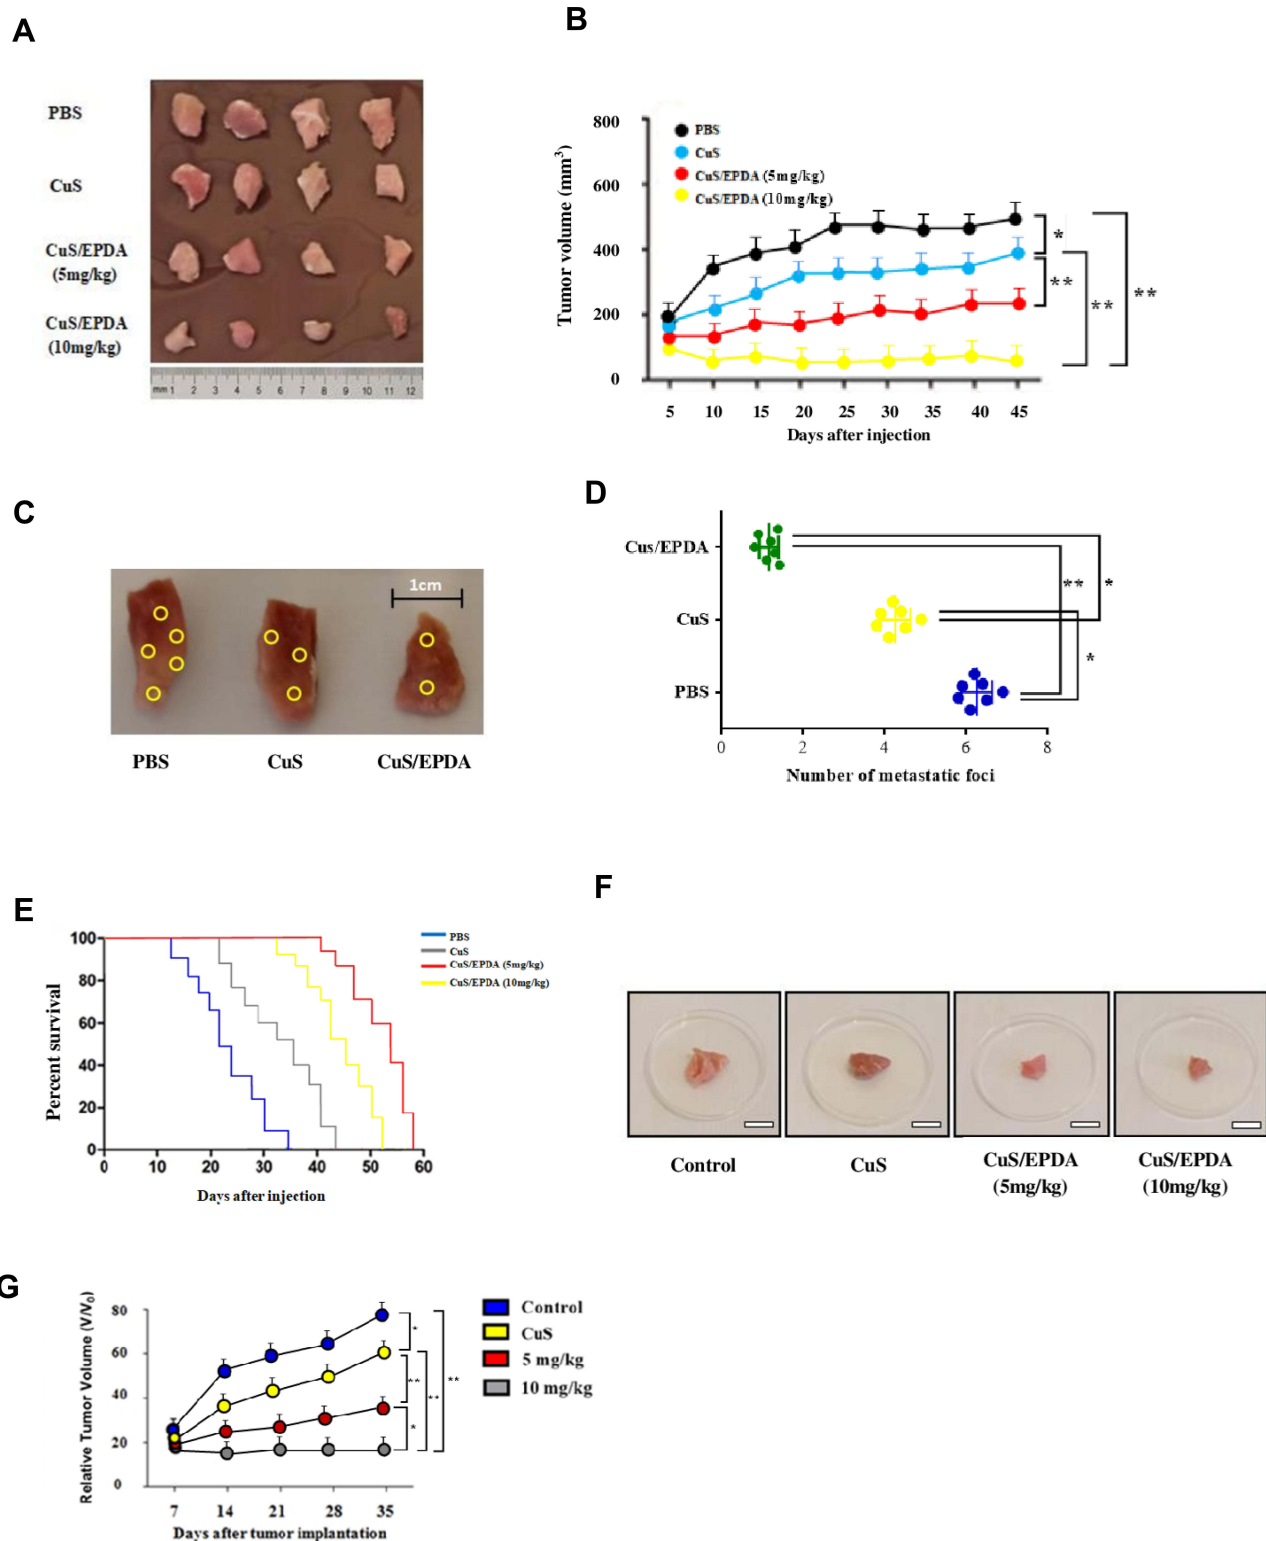 A
PBS
CuS
CuS/EPDA
(5mg/kg)
CuS/EPDA
(10mg/kg)
mm 1 2 3 4 5 6 7 8 9 10 11 12
B
Tumor volume (mm³)
800
600
400
200
0
PBS
CuS
CuS/EPDA (5mg/kg)
CuS/EPDA (10mg/kg)
*
**
**
**
5 10 15 20 25 30 35 40 45
Days after injection
C
1cm
PBS CuS CuS/EPDA
D
Cus/EPDA
CuS
PBS
**
*
*
0 2 4 6 8
Number of metastatic foci
E
Percent survival
100
80
60
40
20
0
PBS
CuS
CuS/EPDA (5mg/kg)
CuS/EPDA (10mg/kg)
0 10 20 30 40 50 60
Days after injection
F
Control
CuS
CuS/EPDA
(5mg/kg)
CuS/EPDA
(10mg/kg)
G
Relative Tumor Volume (V/V₀)
80
60
40
20
0
*
**
*
**
**
Control
CuS
5 mg/kg
10 mg/kg
7 14 21 28 35
Days after tumor implantation